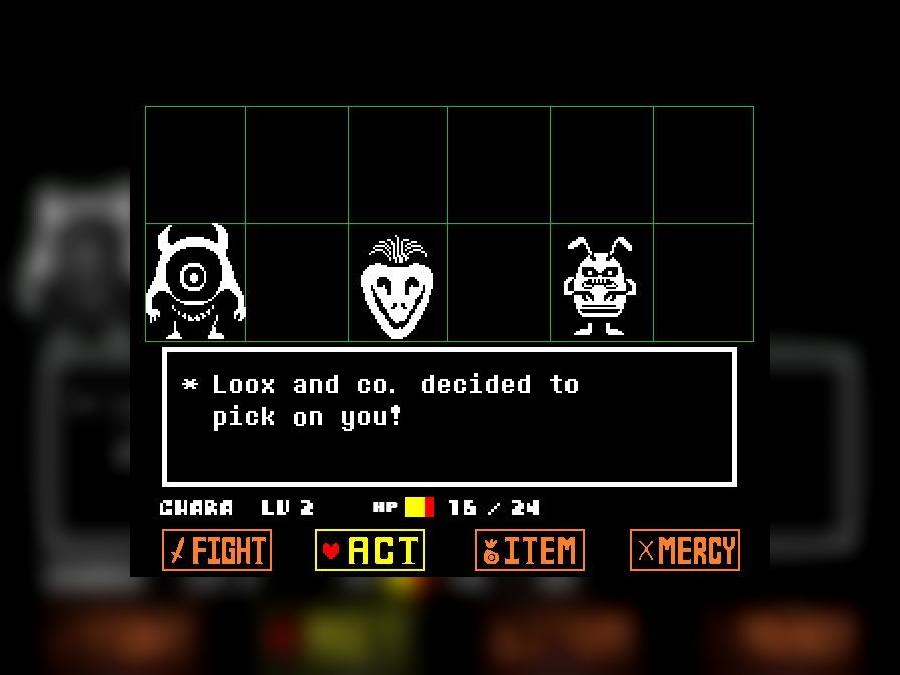 * Loox and co. decided to
pick on you!
CHARA LV 2 HP 16 / 24
FIGHT ACT ITEM MERCY